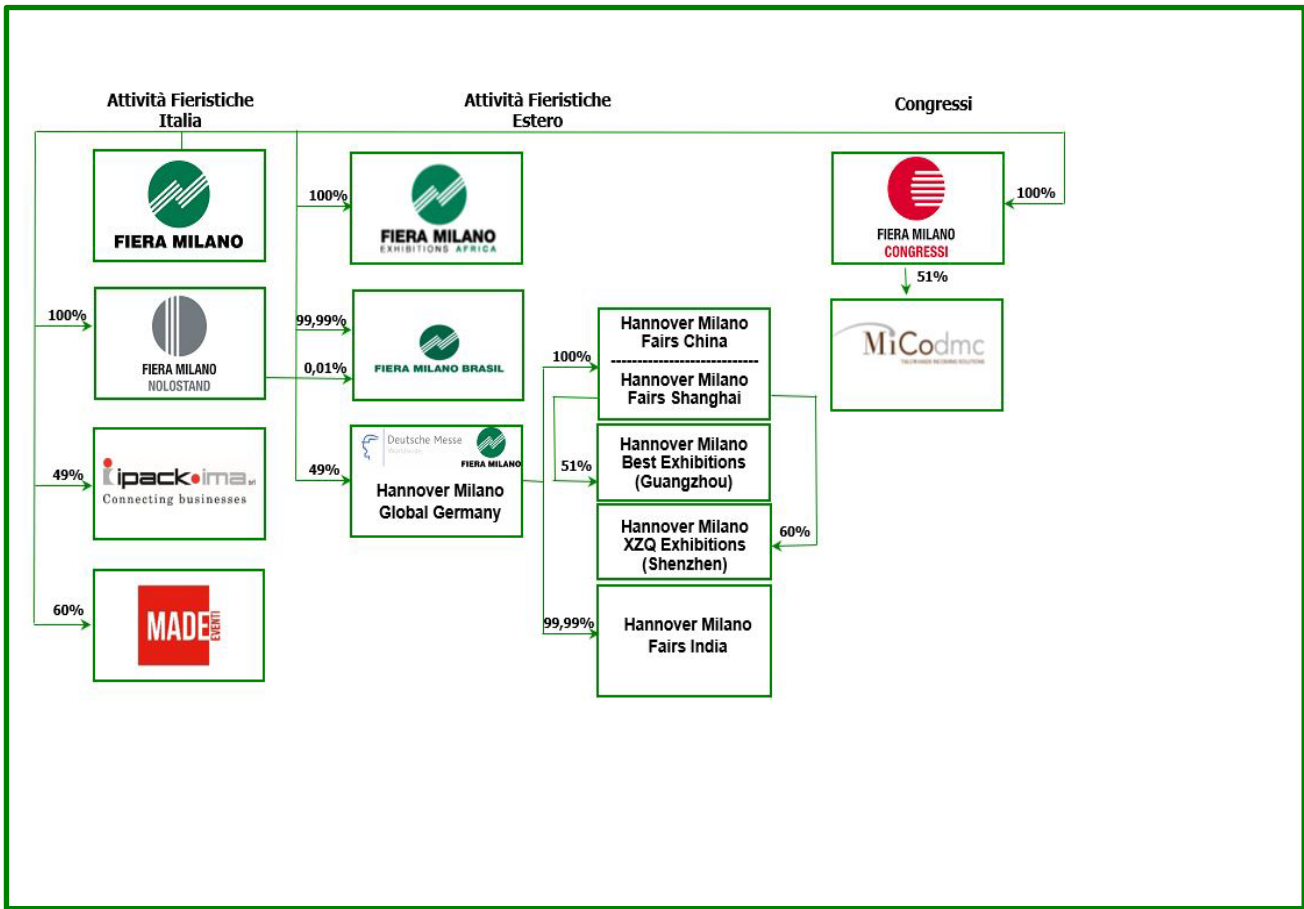 Attività Fieristiche
Italia
Attività Fieristiche
Estero
Congressi
FIERA MILANO
100%
FIERA MILANO
EXHIBITIONS AFRICA
FIERA MILANO
CONGRESSI
100%
51%
100%
FIERA MILANO
NOLOSTAND
99,99%
0,01%
FIERA MILANO BRASIL
100%
Hannover Milano
Fairs China
----------------------------
Hannover Milano
Fairs Shanghai
MiCodmc
49%
ipack•ima srl
Connecting businesses
49%
Deutsche Messe
Worldwide
FIERA MILANO
Hannover Milano
Global Germany
51%
Hannover Milano
Best Exhibitions
(Guangzhou)
Hannover Milano
XZQ Exhibitions
(Shenzhen)
60%
60%
MADE
EVENTI
99,99%
Hannover Milano
Fairs India